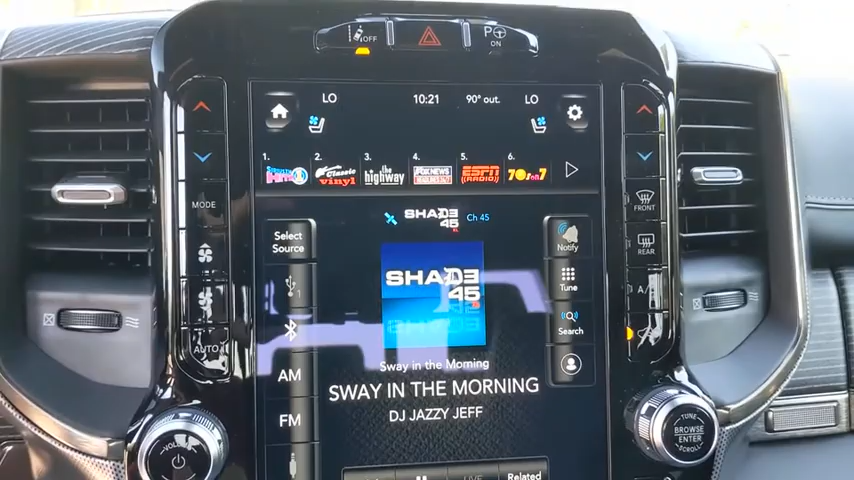 OFF
P
ON
LO
10:21
90° out.
LO
1.
2.
3.
4.
5.
6.
Classic
vinyl
the
highway
FOX NEWS
ESPN
(RADIO)
70s on 7
SHADE
45
Ch 45
Select
Source
Notify
SHADE
45
1
Tune
Search
AM
FM
Sway in the Morning
SWAY IN THE MORNING
DJ JAZZY JEFF
LIVE
Related
MODE
AUTO
FRONT
REAR
A/C
VOLUME
TUNE
BROWSE
SCROLL